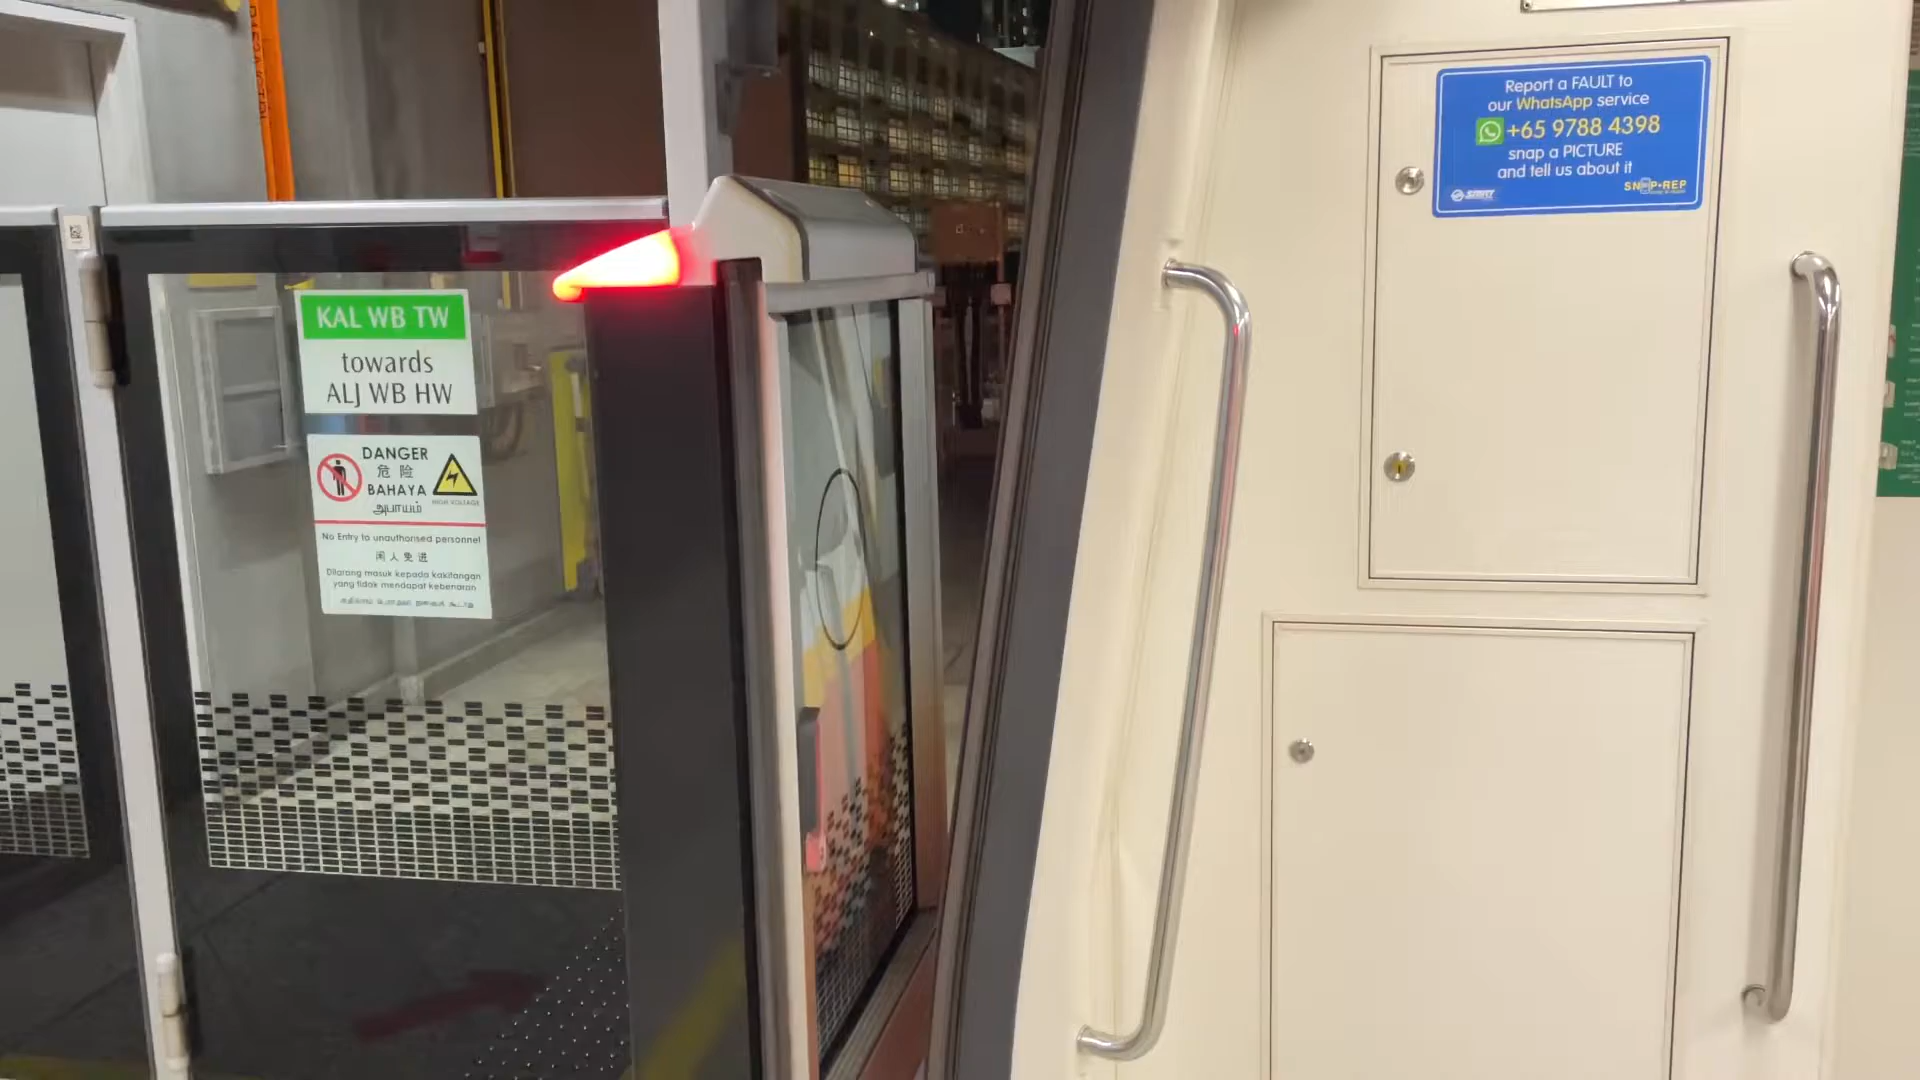 KAL WB TW
towards
ALJ WB HW
DANGER
危险
BAHAYA
அபாயம்
HIGH VOLTAGE
No Entry to unauthorised personnel
闲人免进
Dilarang masuk kepada kakitangan
yang tidak mendapat kebenaran
Report a FAULT to
our WhatsApp service
+65 9788 4398
snap a PICTURE
and tell us about it
SMRT
SNAP-REP